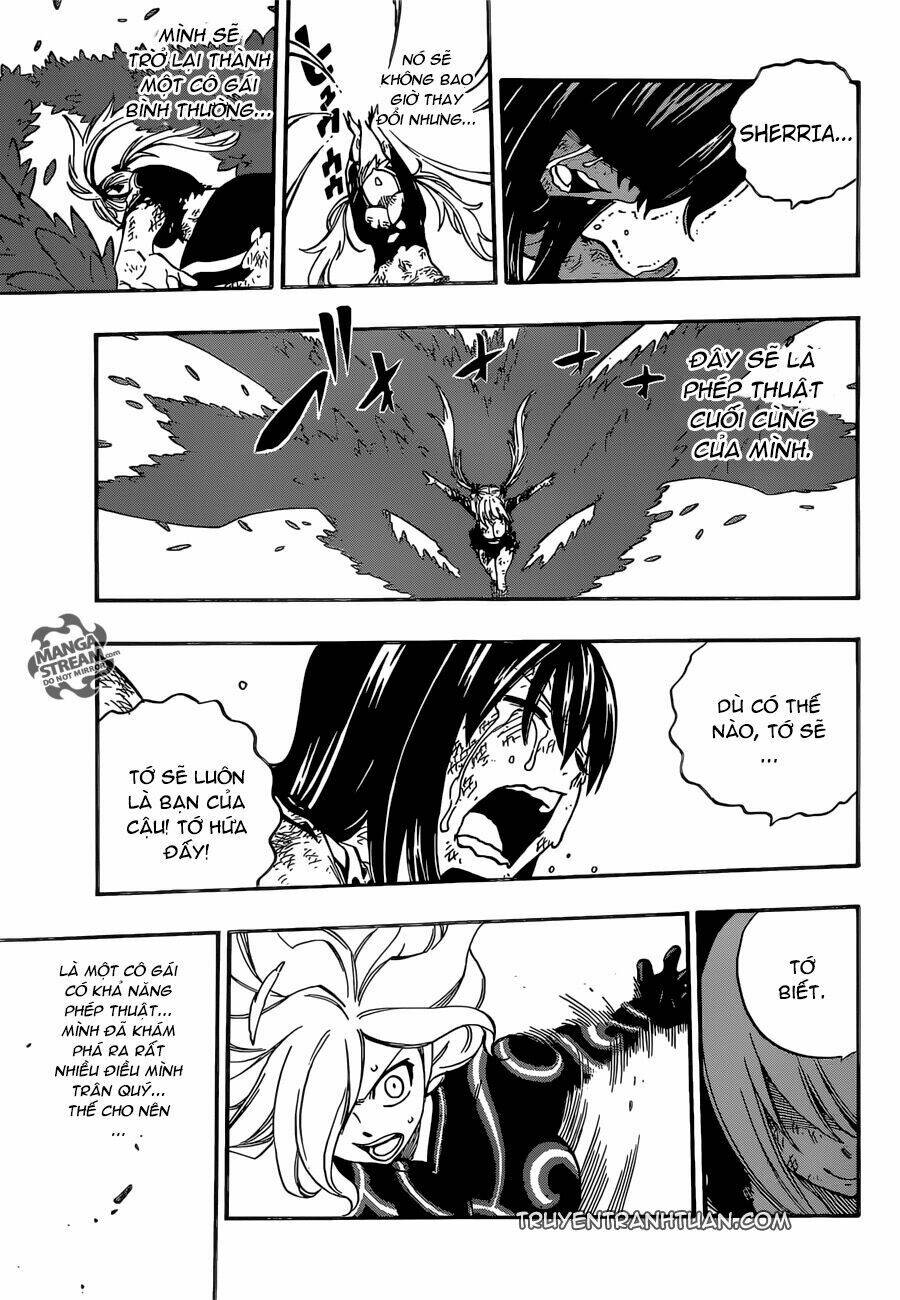 SHERRIA...
NÓ SẼ
KHÔNG BAO
GIỜ THAY
ĐỔI NHƯNG...
MÌNH SẼ
TRỞ LẠI THÀNH
MỘT CÔ GÁI
BÌNH THƯỜNG...
ĐÂY SẼ LÀ
PHÉP THUẬT
CUỐI CÙNG
CỦA MÌNH.
DÙ CÓ THẾ
NÀO, TỚ SẼ
...
TỚ SẼ LUÔN
LÀ BẠN CỦA
CẬU! TỚ HỨA
ĐẤY!
MANGA
STREAM.com
DO NOT MIRROR
TỚ
BIẾT.
LÀ MỘT CÔ GÁI
CÓ KHẢ NĂNG
PHÉP THUẬT...
MÌNH ĐÃ KHÁM
PHÁ RA RẤT
NHIỀU ĐIỀU MÌNH
TRÂN QUÝ...
THẾ CHO NÊN
...
TRUYENTRANHTUAN.COM